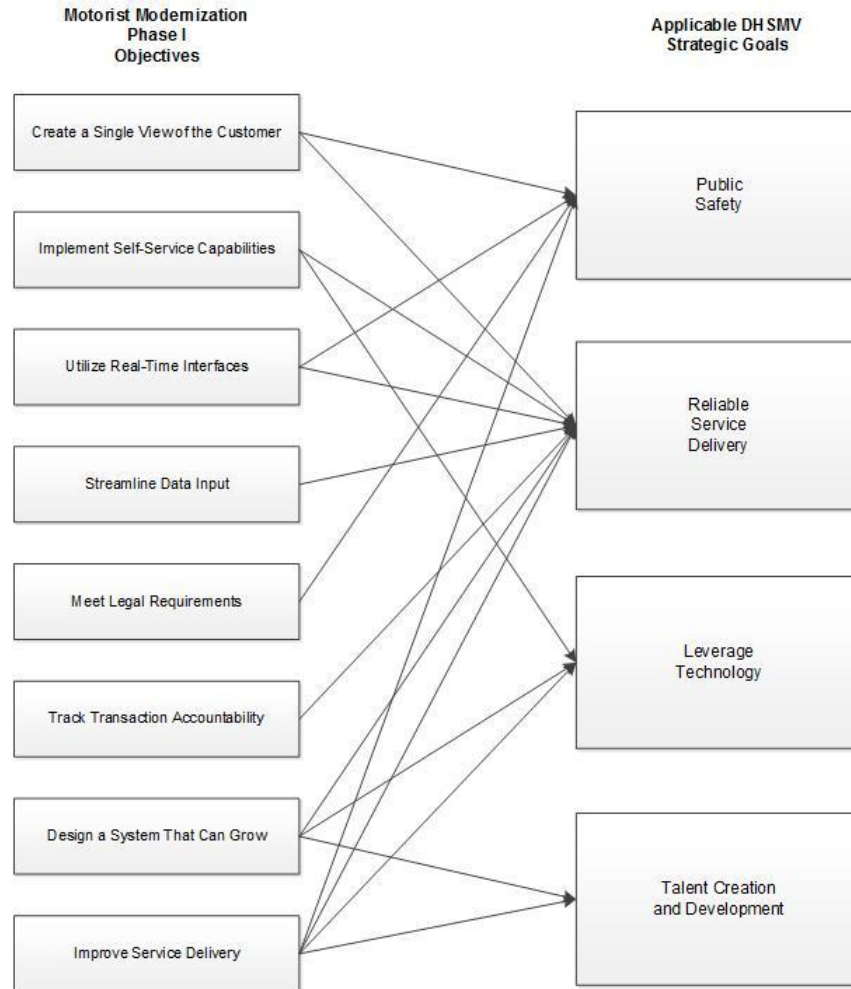 Motorist Modernization
Phase I
Objectives
Applicable DHSMV
Strategic Goals
Create a Single View of the Customer
Implement Self-Service Capabilities
Utilize Real-Time Interfaces
Streamline Data Input
Meet Legal Requirements
Track Transaction Accountability
Design a System That Can Grow
Improve Service Delivery
Public
Safety
Reliable
Service
Delivery
Leverage
Technology
Talent Creation
and Development